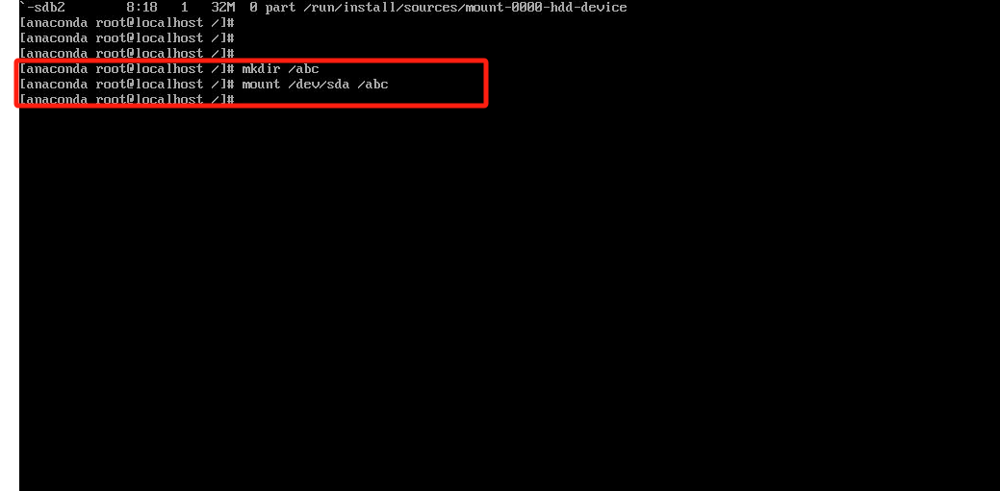 `-sdb2        8:18   1   32M  0 part /run/install/sources/mount-0000-hdd-device
[anaconda root@localhost /]#
[anaconda root@localhost /]#
[anaconda root@localhost /]#
[anaconda root@localhost /]# mkdir /abc
[anaconda root@localhost /]# mount /dev/sda /abc
[anaconda root@localhost /]#